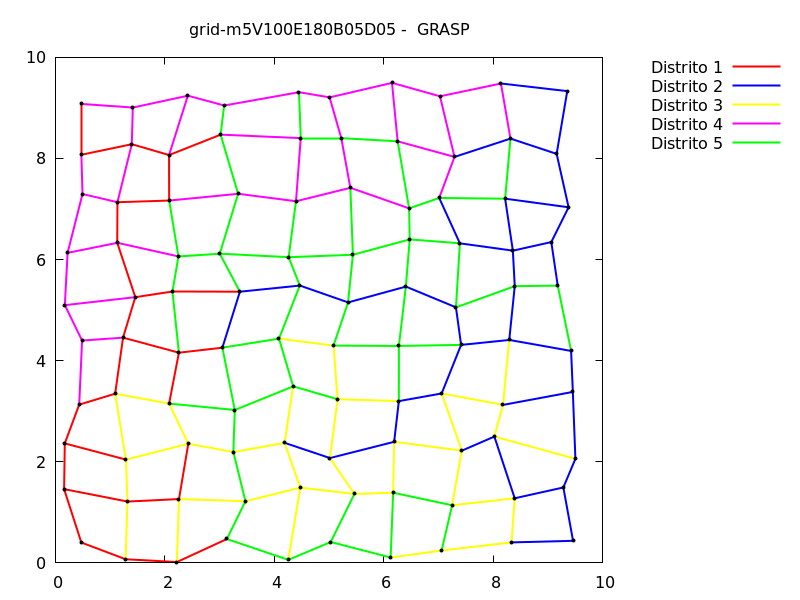 grid-m5V100E180B05D05 -  GRASP
Distrito 1
Distrito 2
Distrito 3
Distrito 4
Distrito 5
10
8
6
4
2
0
0 2 4 6 8 10